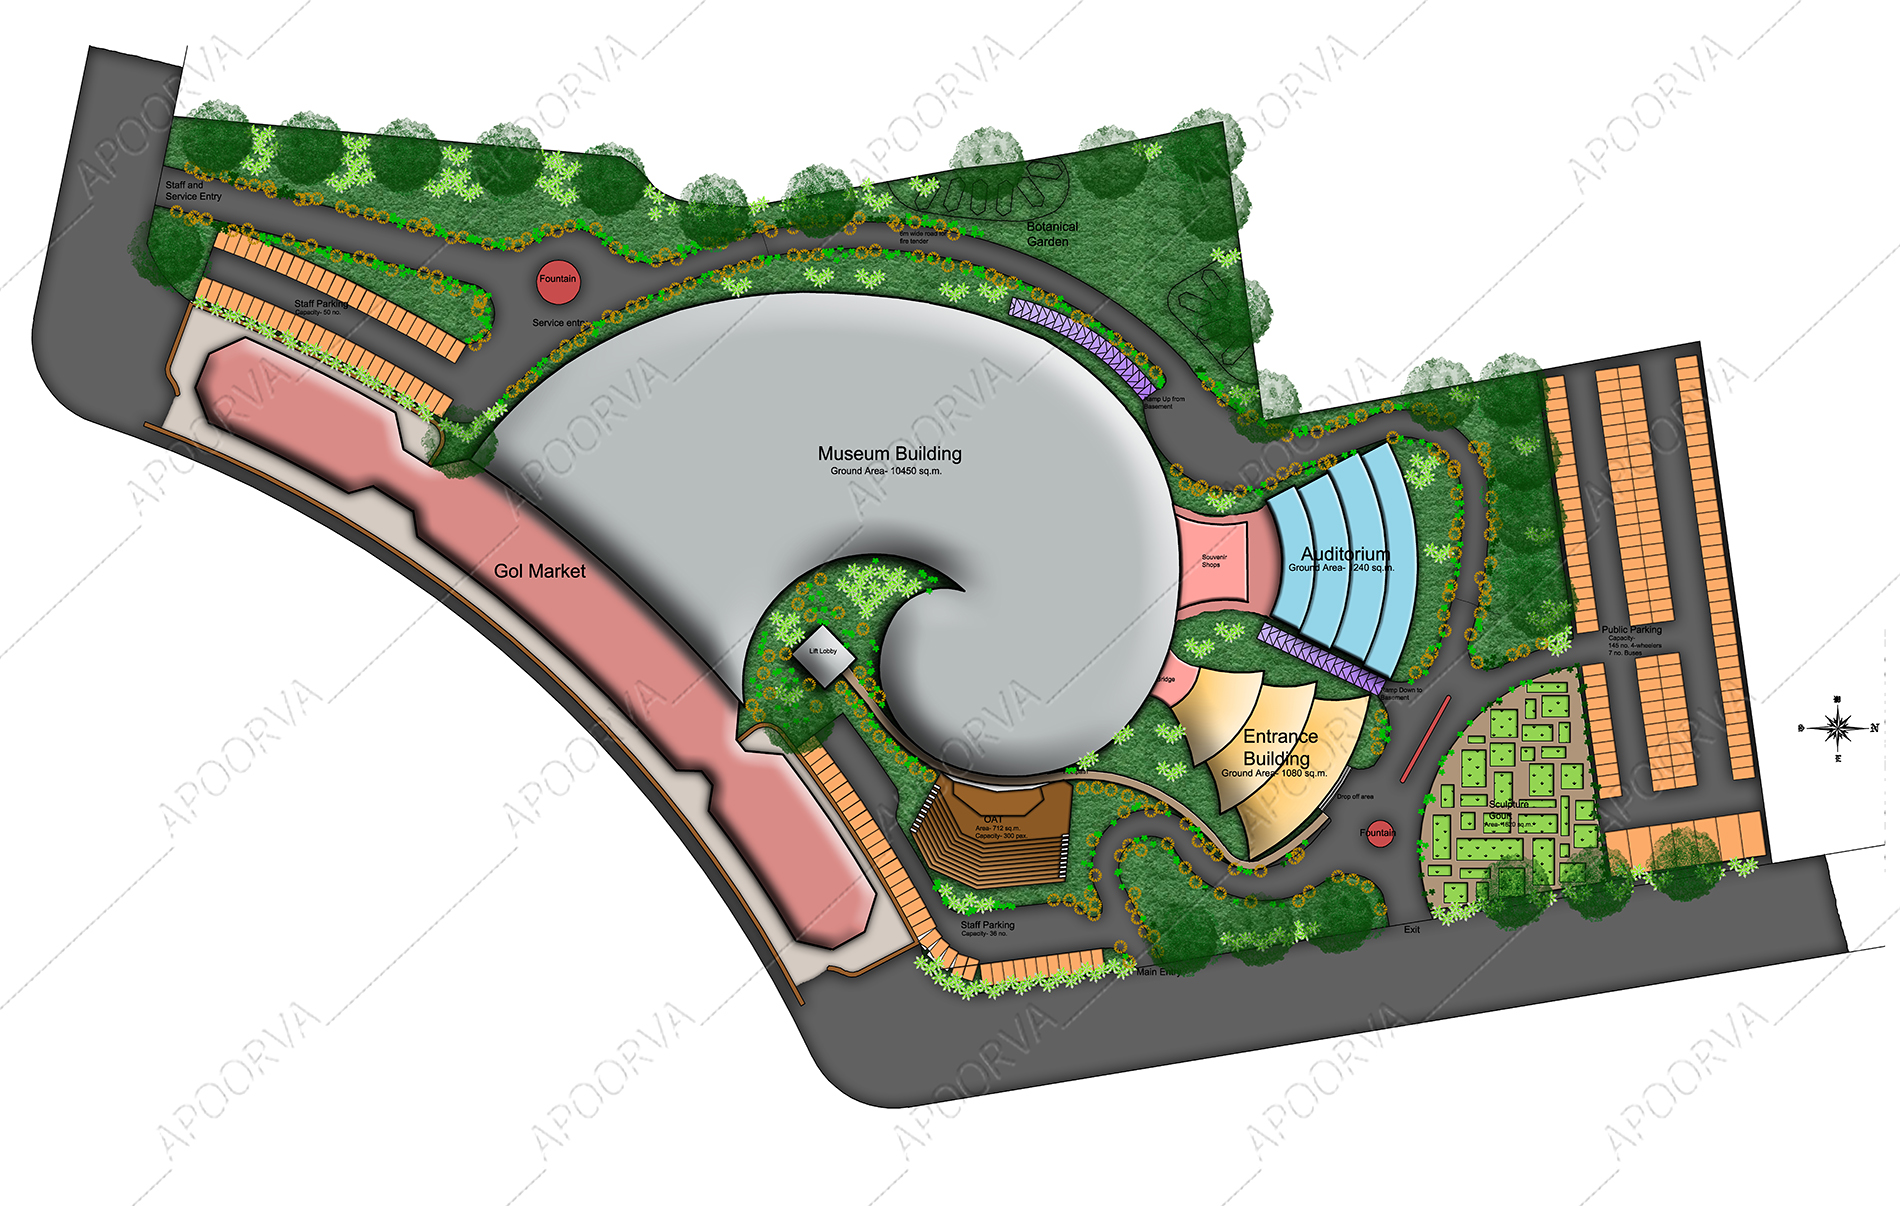 APOORVA
Staff and
Service Entry
Fountain
Service entry
Staff Parking
Capacity- 50 no.
6m wide road for
fire tender
Botanical
Garden
Ramp Up from
Basement
Museum Building
Ground Area- 10450 sq.m.
Gol Market
Souvenir
Shops
Auditorium
Ground Area- 1240 sq.m.
Lift Lobby
Bridge
Ramp Down to
Basement
Public Parking
Capacity-
145 no. 4-wheelers
7 no. Buses
Entrance
Building
Ground Area- 1080 sq.m.
Drop off area
Fountain
Sculpture
Court
Area- 1620 sq.m.
OAT
Area- 712 sq.m.
Capacity- 300 pax.
Staff Parking
Capacity- 36 no.
Main Entry
Exit
W
S
N
E